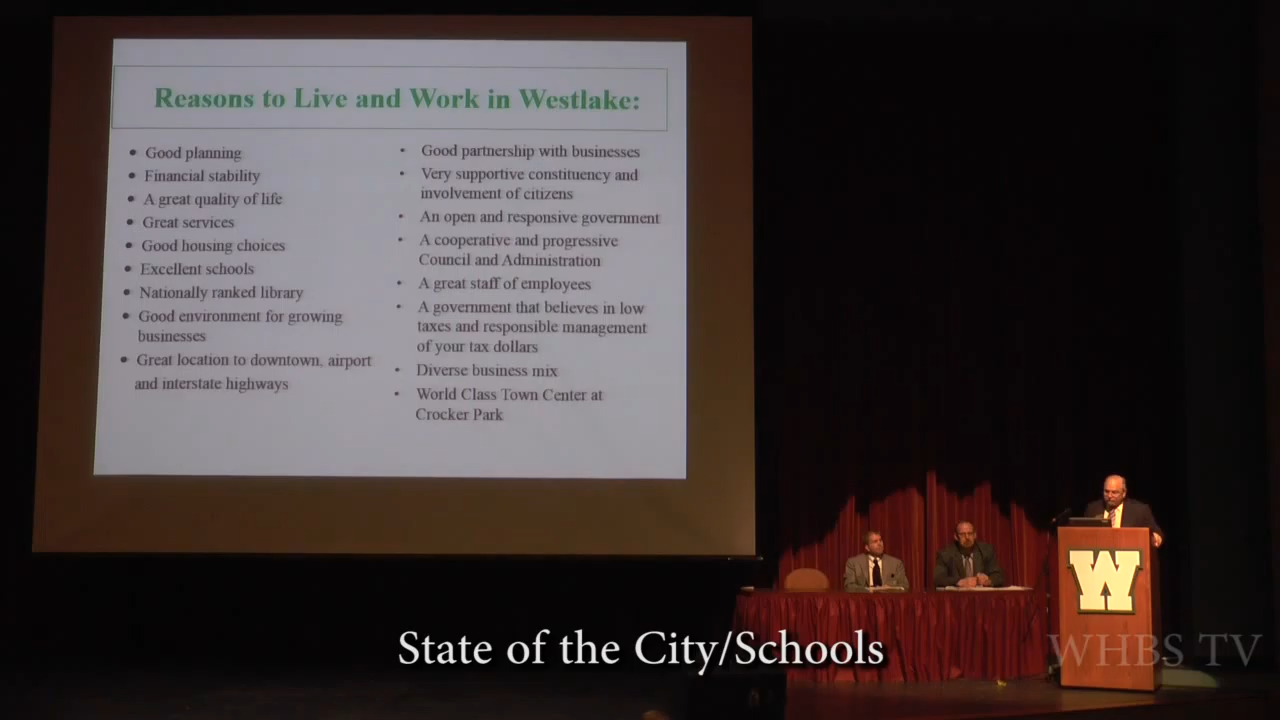 Reasons to Live and Work in Westlake:
• Good planning
• Financial stability
• A great quality of life
• Great services
• Good housing choices
• Excellent schools
• Nationally ranked library
• Good environment for growing
businesses
• Great location to downtown, airport
and interstate highways
• Good partnership with businesses
• Very supportive constituency and
involvement of citizens
• An open and responsive government
• A cooperative and progressive
Council and Administration
• A great staff of employees
• A government that believes in low
taxes and responsible management
of your tax dollars
• Diverse business mix
• World Class Town Center at
Crocker Park
W
State of the City/Schools
WHBS TV